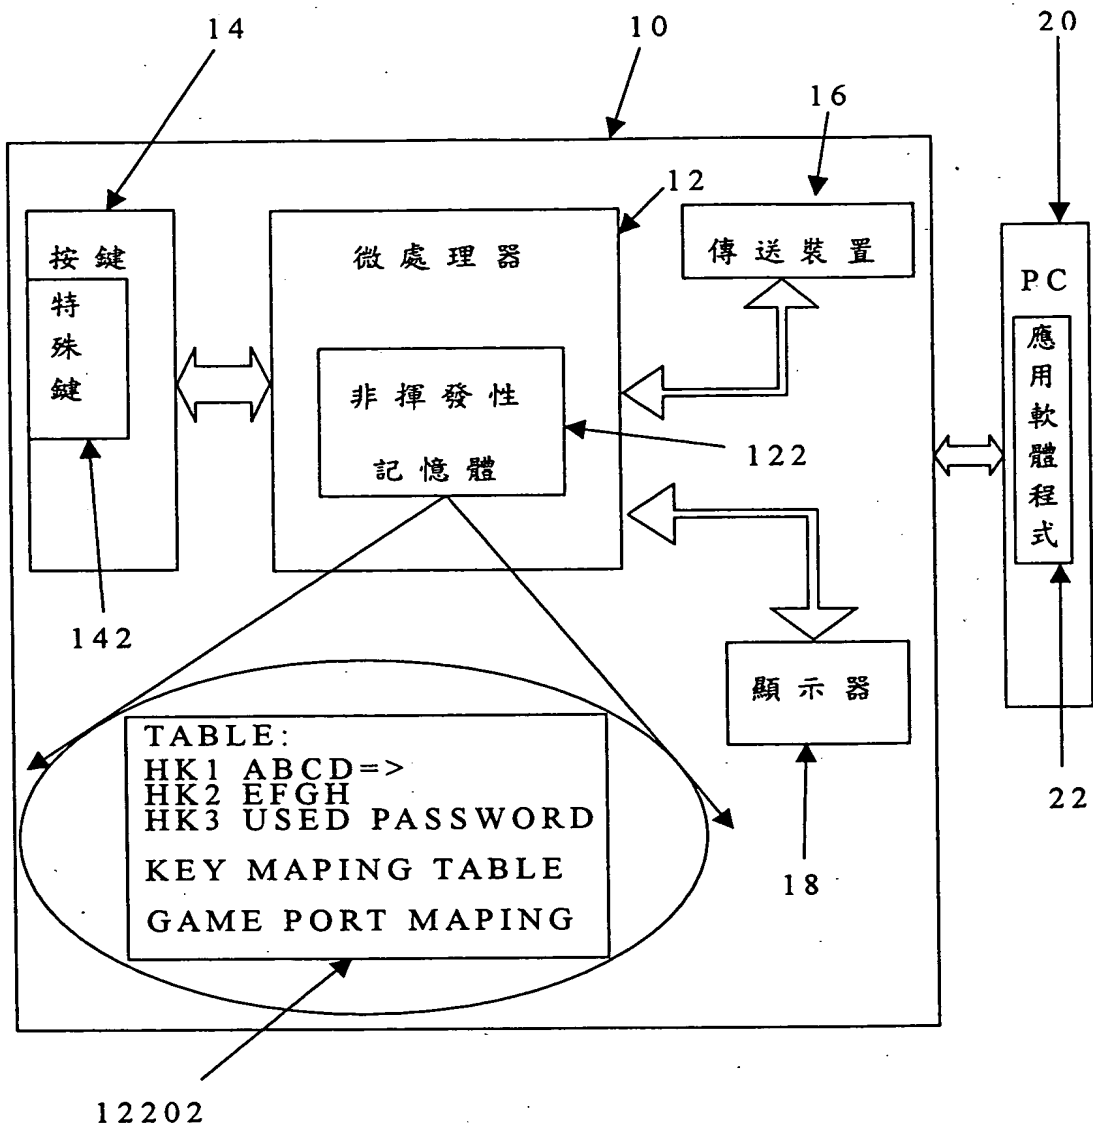 14
10
20
16
12
按鍵
特殊鍵
微處理器
傳送裝置
PC
應用軟體程式
非揮發性
記憶體
122
142
顯示器
TABLE:
HK1 ABCD=>
HK2 EFGH
HK3 USED PASSWORD
KEY MAPING TABLE
GAME PORT MAPING
22
18
12202